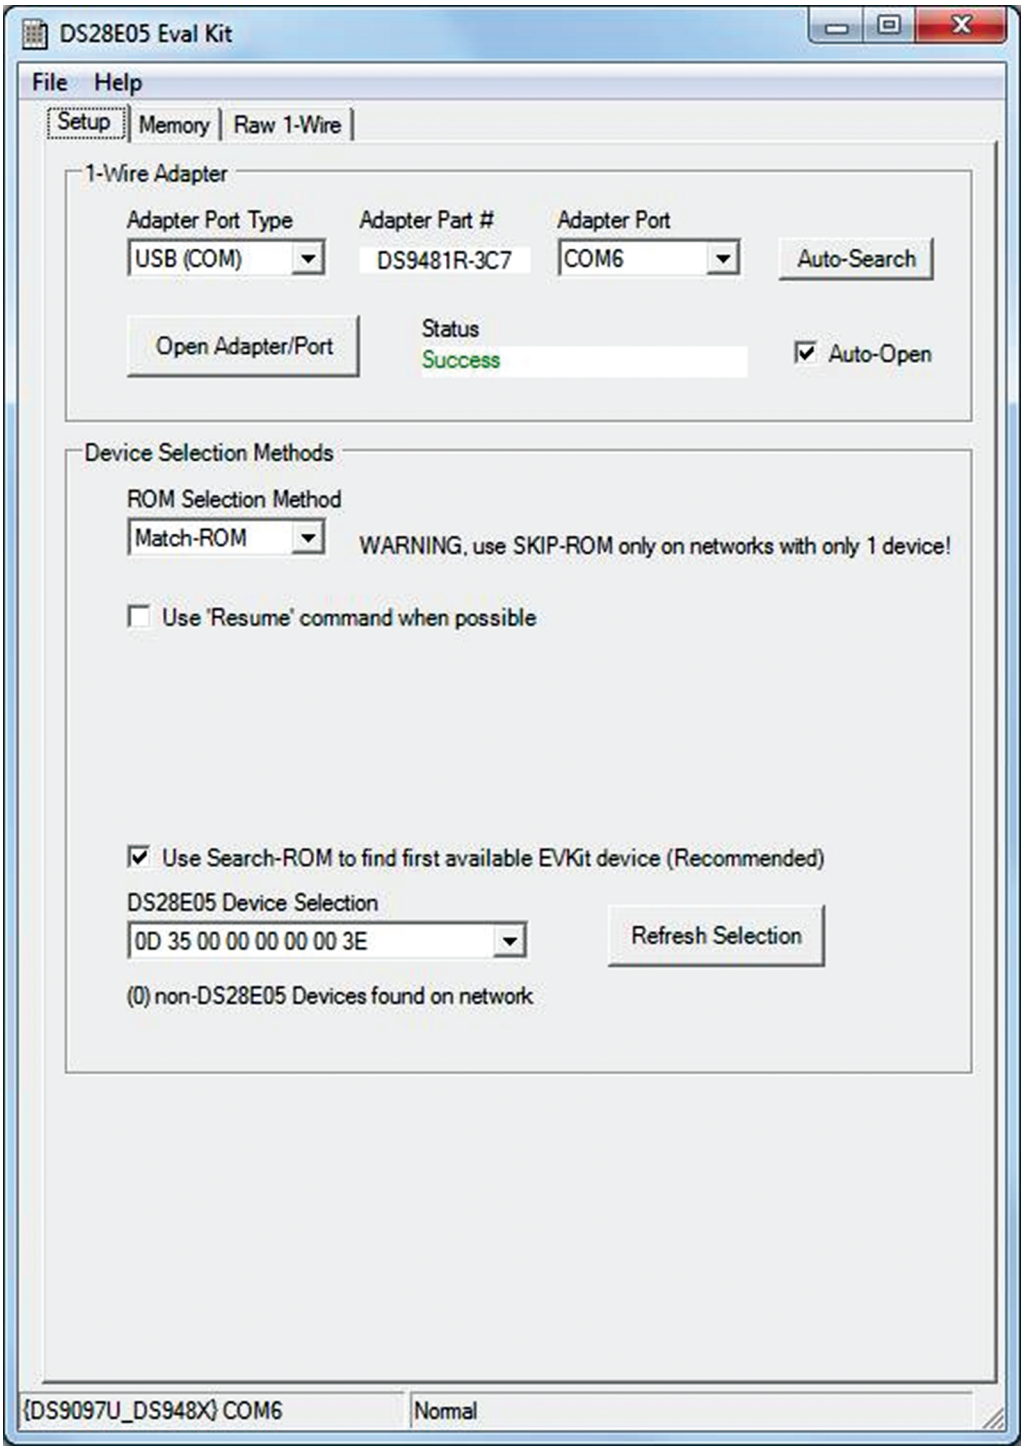 DS28E05 Eval Kit
File Help
Setup Memory Raw 1-Wire
1-Wire Adapter
Adapter Port Type Adapter Part # Adapter Port
USB (COM) DS9481R-3C7 COM6 Auto-Search
Open Adapter/Port Status
Success Auto-Open
Device Selection Methods
ROM Selection Method
Match-ROM WARNING, use SKIP-ROM only on networks with only 1 device!
Use 'Resume' command when possible
Use Search-ROM to find first available EVKit device (Recommended)
DS28E05 Device Selection
0D 35 00 00 00 00 00 3E Refresh Selection
(0) non-DS28E05 Devices found on network
{DS9097U_DS948X} COM6 Normal